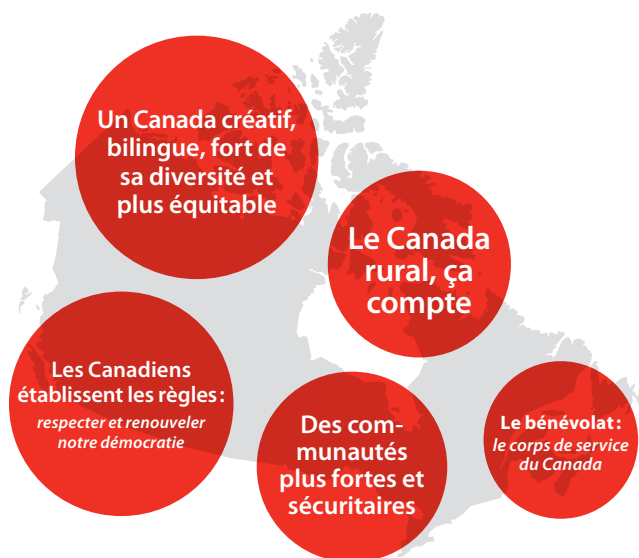 Un Canada créatif,
bilingue, fort de
sa diversité et
plus équitable
Le Canada
rural, ça
compte
Les Canadiens
établissent les règles :
respecter et renouveler
notre démocratie
Des com-
munautés
plus fortes et
sécuritaires
Le bénévolat :
le corps de service
du Canada